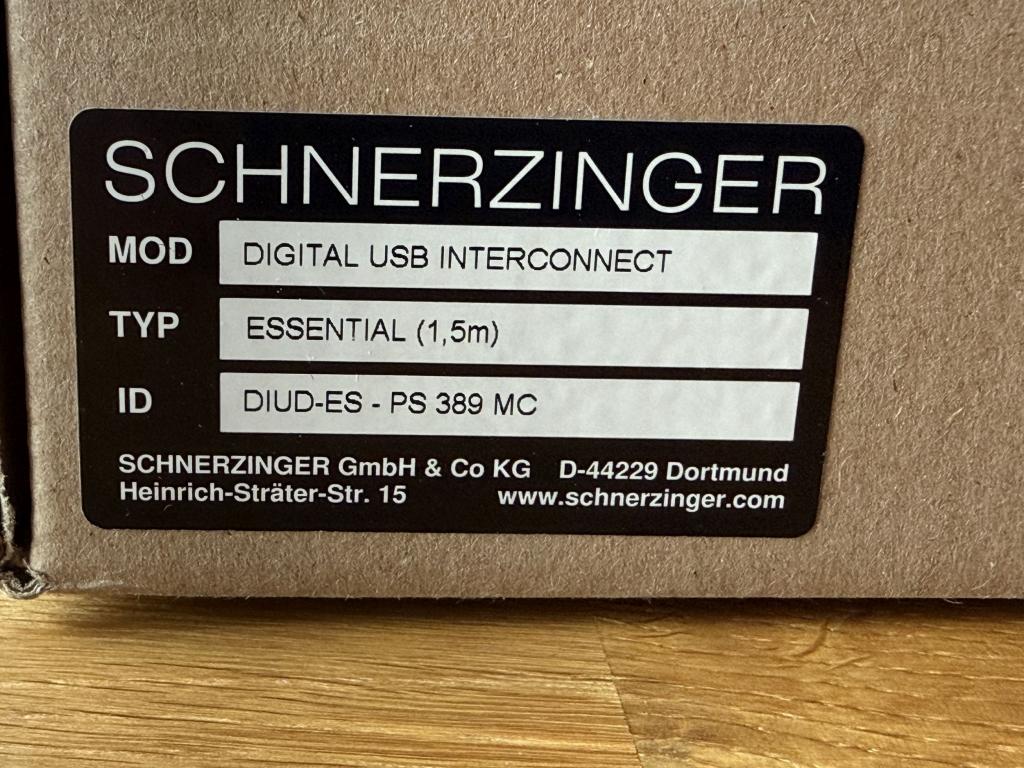 SCHNERZINGER
MOD DIGITAL USB INTERCONNECT
TYP ESSENTIAL (1,5m)
ID DIUD-ES - PS 389 MC
SCHNERZINGER GmbH & Co KG D-44229 Dortmund
Heinrich-Sträter-Str. 15 www.schnerzinger.com